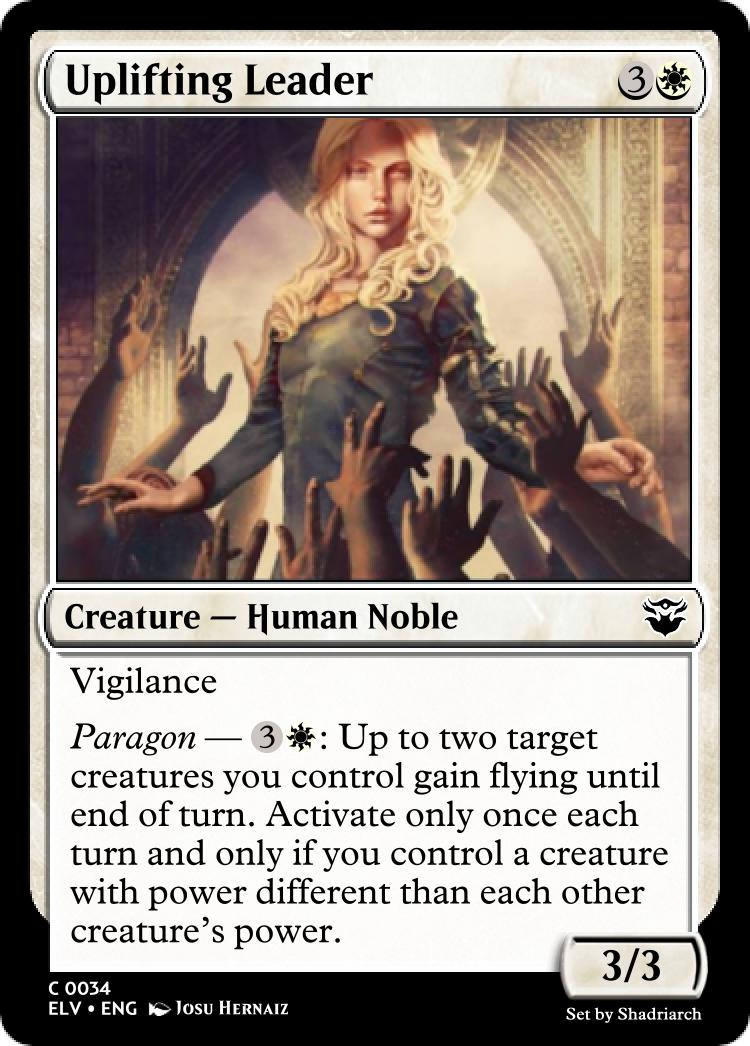 Uplifting Leader 3
Creature — Human Noble
Vigilance
Paragon — 3: Up to two target
creatures you control gain flying until
end of turn. Activate only once each
turn and only if you control a creature
with power different than each other
creature's power.
3/3
C 0034
ELV • ENG Josu Hernaiz
Set by Shadriarch